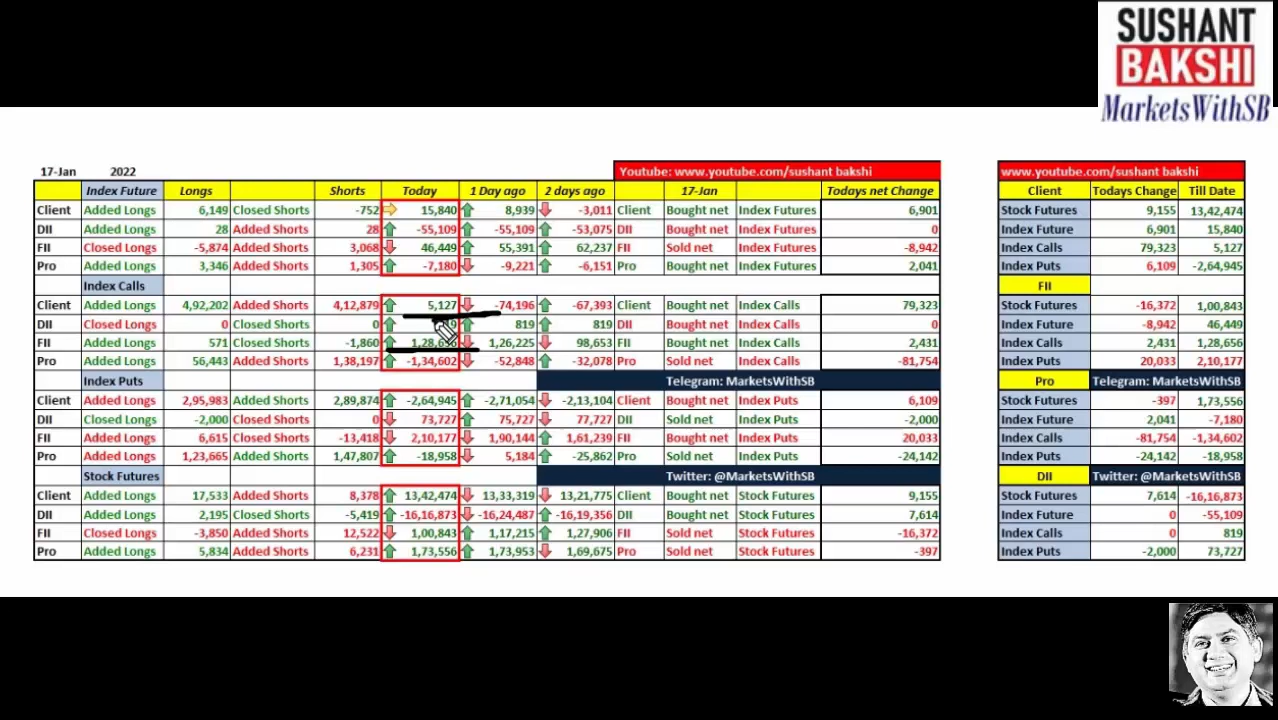 SUSHANT
BAKSHI
MarketsWithSB
17-Jan 2022 Youtube: www.youtube.com/sushant bakshi
Index Future Longs Shorts Today 1 Day ago 2 days ago 17-Jan Todays net Change
Client Added Longs 6,149 Closed Shorts -752 15,840 8,939 -3,011 Client Bought net Index Futures 6,901
DII Added Longs 28 Added Shorts 28 -55,109 -55,109 -53,075 DII Bought net Index Futures 0
FII Closed Longs -5,874 Added Shorts 3,068 46,449 55,391 62,237 FII Sold net Index Futures -8,942
Pro Added Longs 3,346 Added Shorts 1,305 -7,180 -9,221 -6,151 Pro Bought net Index Futures 2,041
Index Calls
Client Added Longs 4,92,202 Added Shorts 4,12,879 5,127 -74,196 -67,393 Client Bought net Index Calls 79,323
DII Closed Longs 0 Closed Shorts 0 819 819 DII Bought net Index Calls 0
FII Added Longs 571 Closed Shorts -1,860 1,28,656 1,26,225 98,653 FII Bought net Index Calls 2,431
Pro Added Longs 56,443 Added Shorts 1,38,197 -1,34,602 -52,848 -32,078 Pro Sold net Index Calls -81,754
Index Puts Telegram: MarketsWithSB
Client Added Longs 2,95,983 Added Shorts 2,89,874 -2,64,945 -2,71,054 -2,13,104 Client Bought net Index Puts 6,109
DII Closed Longs -2,000 Closed Shorts 0 73,727 75,727 77,727 DII Sold net Index Puts -2,000
FII Added Longs 6,615 Closed Shorts -13,418 2,10,177 1,90,144 1,61,239 FII Bought net Index Puts 20,033
Pro Added Longs 1,23,665 Added Shorts 1,47,807 -18,958 5,184 -25,862 Pro Sold net Index Puts -24,142
Stock Futures Twitter: @MarketsWithSB
Client Added Longs 17,533 Added Shorts 8,378 13,42,474 13,33,319 13,21,775 Client Bought net Stock Futures 9,155
DII Added Longs 2,195 Closed Shorts -5,419 -16,16,873 -16,24,487 -16,19,356 DII Bought net Stock Futures 7,614
FII Closed Longs -3,850 Added Shorts 12,522 1,00,843 1,17,215 1,27,906 FII Sold net Stock Futures -16,372
Pro Added Longs 5,834 Added Shorts 6,231 1,73,556 1,73,953 1,69,675 Pro Sold net Stock Futures -397
www.youtube.com/sushant bakshi
Client Todays Change Till Date
Stock Futures 9,155 13,42,474
Index Future 6,901 15,840
Index Calls 79,323 5,127
Index Puts 6,109 -2,64,945
FII
Stock Futures -16,372 1,00,843
Index Future -8,942 46,449
Index Calls 2,431 1,28,656
Index Puts 20,033 2,10,177
Pro Telegram: MarketsWithSB
Stock Futures -397 1,73,556
Index Future 2,041 -7,180
Index Calls -81,754 -1,34,602
Index Puts -24,142 -18,958
DII Twitter: @MarketsWithSB
Stock Futures 7,614 -16,16,873
Index Future 0 -55,109
Index Calls 0 819
Index Puts -2,000 73,727